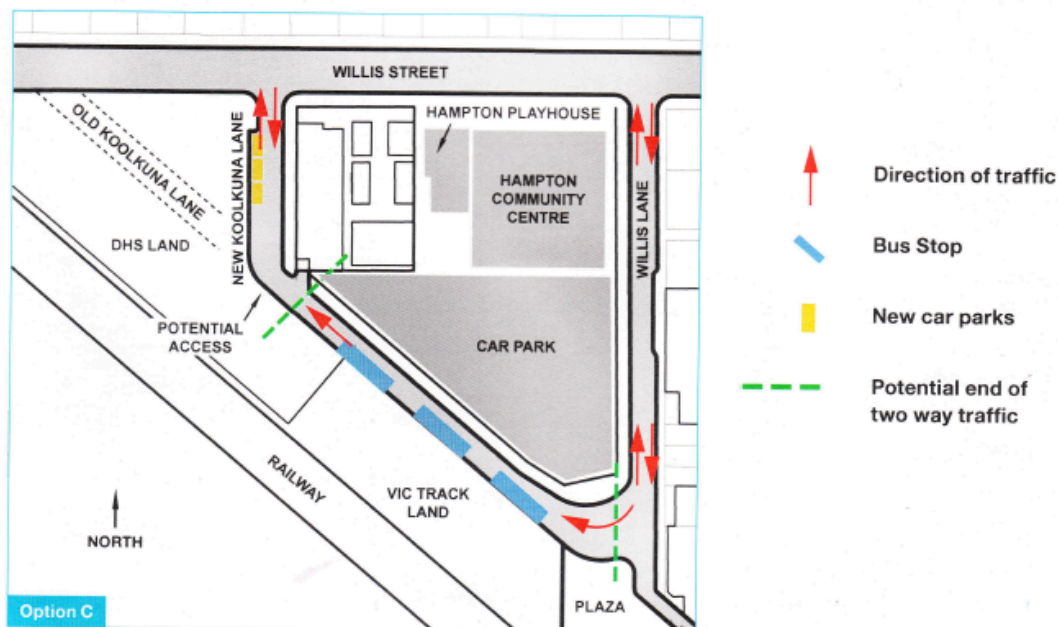 WILLIS STREET
OLD KOOLKUNA LANE
NEW KOOLKUNA LANE
HAMPTON PLAYHOUSE
HAMPTON
COMMUNITY
CENTRE
WILLIS LANE
DHS LAND
POTENTIAL
ACCESS
CAR PARK
RAILWAY
VIC TRACK
LAND
NORTH
PLAZA
Option C
Direction of traffic
Bus Stop
New car parks
Potential end of
two way traffic